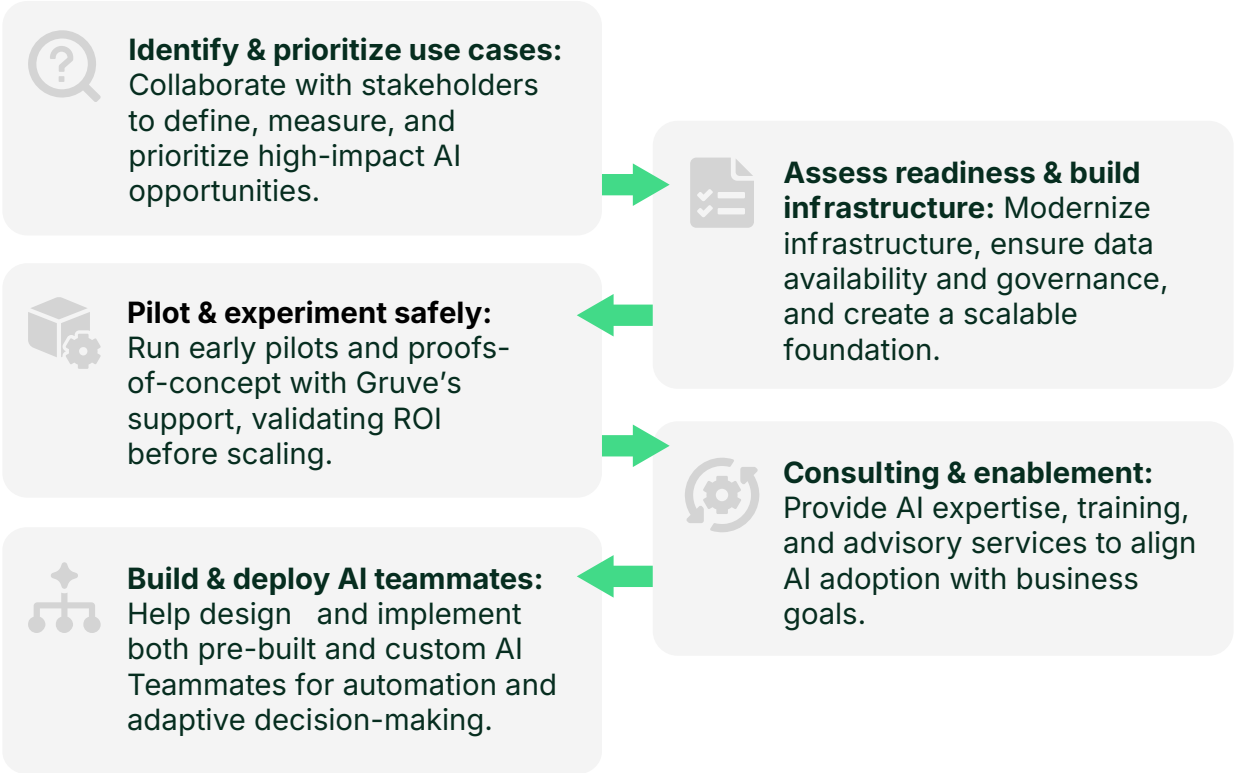 Identify & prioritize use cases:
Collaborate with stakeholders
to define, measure, and
prioritize high-impact AI
opportunities.
Assess readiness & build
infrastructure: Modernize
infrastructure, ensure data
availability and governance,
and create a scalable
foundation.
Pilot & experiment safely:
Run early pilots and proofs-
of-concept with Gruve’s
support, validating ROI
before scaling.
Consulting & enablement:
Provide AI expertise, training,
and advisory services to align
AI adoption with business
goals.
Build & deploy AI teammates:
Help design and implement
both pre-built and custom AI
Teammates for automation and
adaptive decision-making.